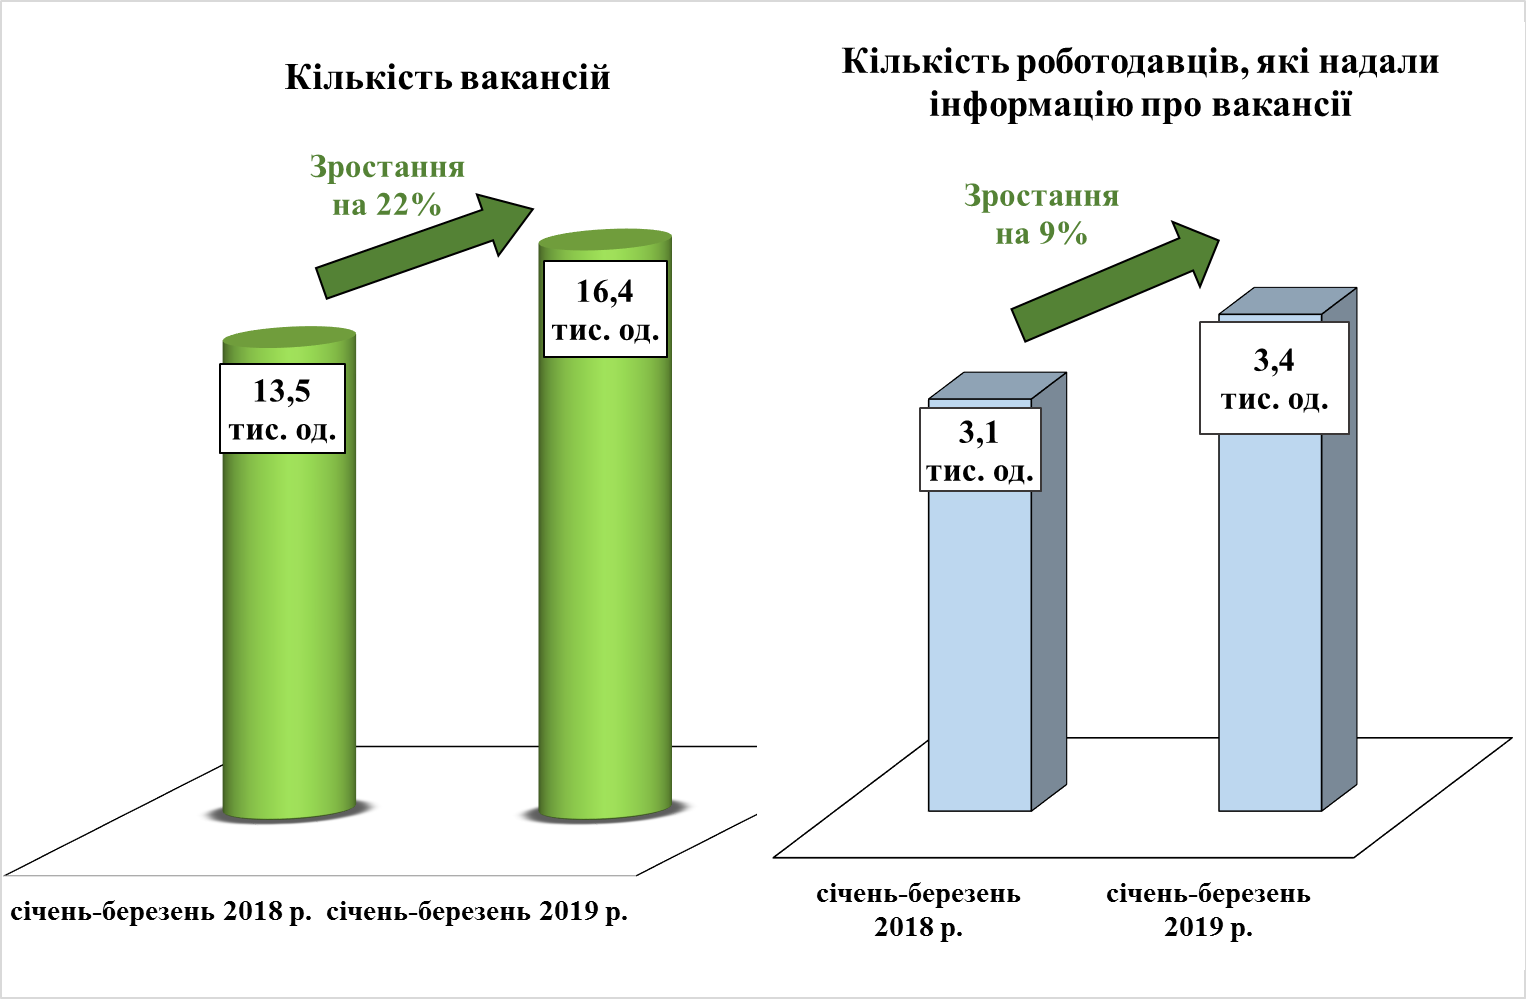 Кількість вакансій
Зростання
на 22%
13,5
тис. од.
16,4
тис. од.
січень-березень 2018 р.
січень-березень 2019 р.
Кількість роботодавців, які надали
інформацію про вакансії
Зростання
на 9%
3,1
тис. од.
3,4
тис. од.
січень-березень
2018 р.
січень-березень
2019 р.